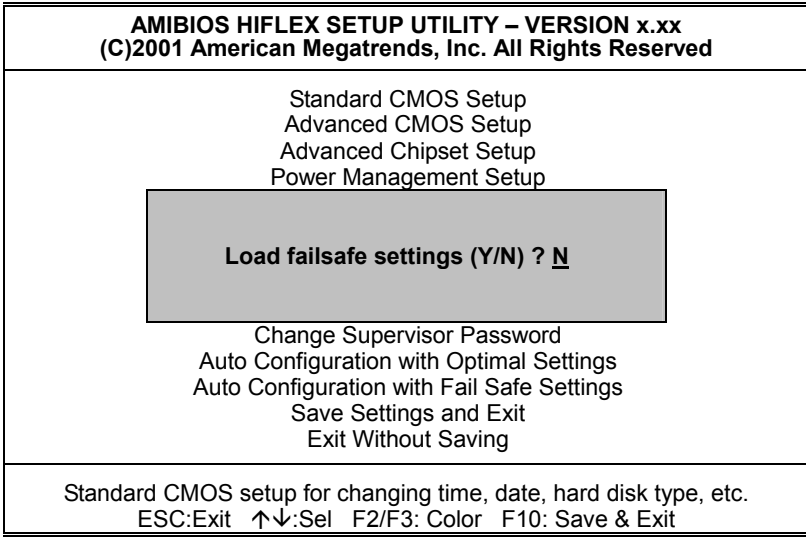 AMIBIOS HIFLEX SETUP UTILITY – VERSION x.xx
(C)2001 American Megatrends, Inc. All Rights Reserved
Standard CMOS Setup
Advanced CMOS Setup
Advanced Chipset Setup
Power Management Setup
Load failsafe settings (Y/N) ? N
Change Supervisor Password
Auto Configuration with Optimal Settings
Auto Configuration with Fail Safe Settings
Save Settings and Exit
Exit Without Saving
Standard CMOS setup for changing time, date, hard disk type, etc.
ESC:Exit ↑↓:Sel F2/F3: Color F10: Save & Exit